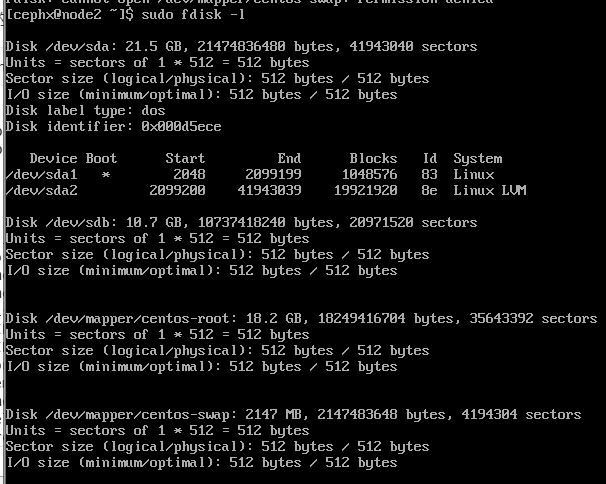 fdisk: cannot open /dev/mapper/centos-swap: Permission denied
[cephx@node2 ~]$ sudo fdisk -l
Disk /dev/sda: 21.5 GB, 21474836480 bytes, 41943040 sectors
Units = sectors of 1 * 512 = 512 bytes
Sector size (logical/physical): 512 bytes / 512 bytes
I/O size (minimum/optimal): 512 bytes / 512 bytes
Disk label type: dos
Disk identifier: 0x000d5ece
Device Boot Start End Blocks Id System
/dev/sda1 * 2048 2099199 1048576 83 Linux
/dev/sda2 2099200 41943039 19921920 8e Linux LVM
Disk /dev/sdb: 10.7 GB, 10737418240 bytes, 20971520 sectors
Units = sectors of 1 * 512 = 512 bytes
Sector size (logical/physical): 512 bytes / 512 bytes
I/O size (minimum/optimal): 512 bytes / 512 bytes
Disk /dev/mapper/centos-root: 18.2 GB, 18249416704 bytes, 35643392 sectors
Units = sectors of 1 * 512 = 512 bytes
Sector size (logical/physical): 512 bytes / 512 bytes
I/O size (minimum/optimal): 512 bytes / 512 bytes
Disk /dev/mapper/centos-swap: 2147 MB, 2147483648 bytes, 4194304 sectors
Units = sectors of 1 * 512 = 512 bytes
Sector size (logical/physical): 512 bytes / 512 bytes
I/O size (minimum/optimal): 512 bytes / 512 bytes